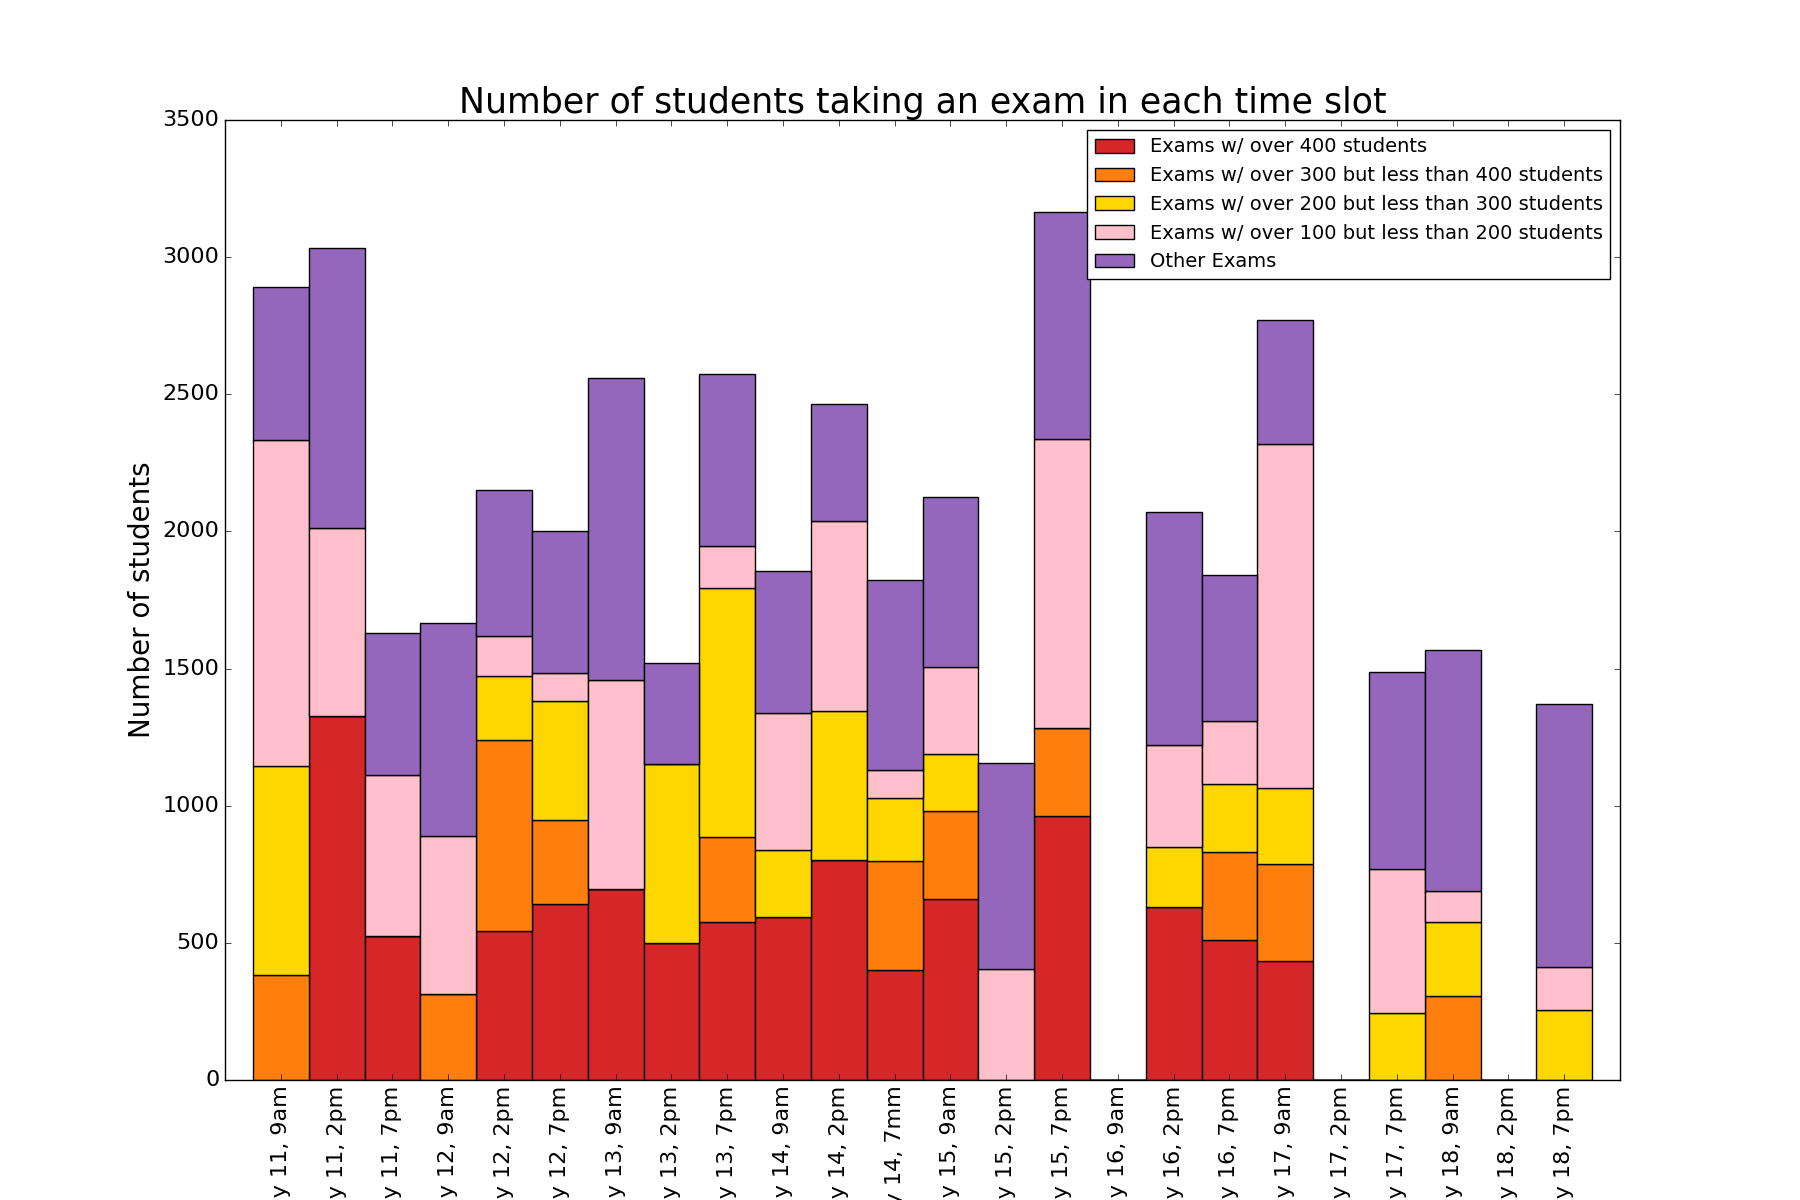 Number of students taking an exam in each time slot
3500
3000
2500
2000
1500
1000
500
0
Number of students
Exams w/ over 400 students
Exams w/ over 300 but less than 400 students
Exams w/ over 200 but less than 300 students
Exams w/ over 100 but less than 200 students
Other Exams
y 11, 9am
y 11, 2pm
y 11, 7pm
y 12, 9am
y 12, 2pm
y 12, 7pm
y 13, 9am
y 13, 2pm
y 13, 7pm
y 14, 9am
y 14, 2pm
y 14, 7mm
y 15, 9am
y 15, 2pm
y 15, 7pm
y 16, 9am
y 16, 2pm
y 16, 7pm
y 17, 9am
y 17, 2pm
y 17, 7pm
y 18, 9am
y 18, 2pm
y 18, 7pm